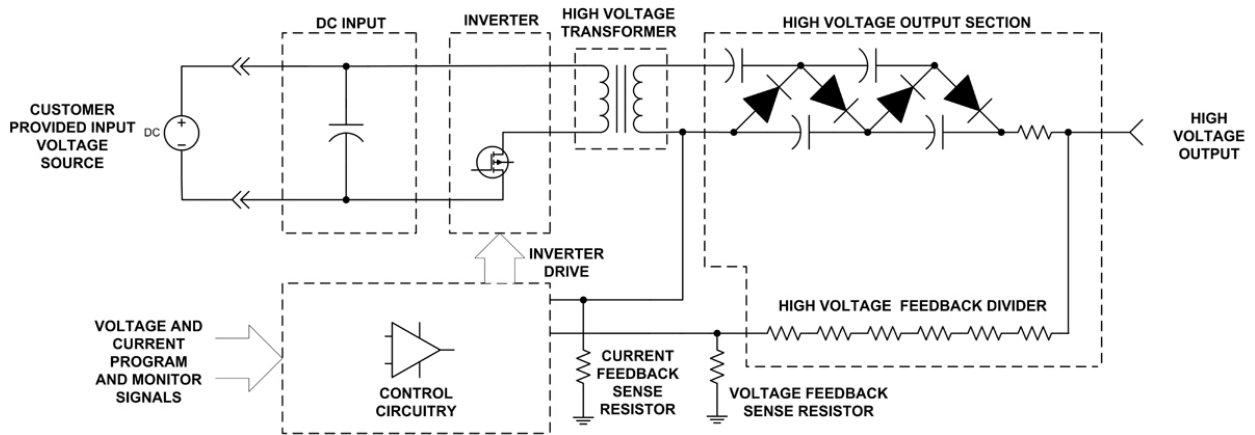 DC INPUT
INVERTER
HIGH VOLTAGE
TRANSFORMER
HIGH VOLTAGE OUTPUT SECTION
CUSTOMER
PROVIDED INPUT
VOLTAGE
SOURCE
DC
+
−
HIGH
VOLTAGE
OUTPUT
INVERTER
DRIVE
HIGH VOLTAGE FEEDBACK DIVIDER
VOLTAGE AND
CURRENT
PROGRAM
AND MONITOR
SIGNALS
CONTROL
CIRCUITRY
CURRENT
FEEDBACK
SENSE
RESISTOR
VOLTAGE FEEDBACK
SENSE RESISTOR